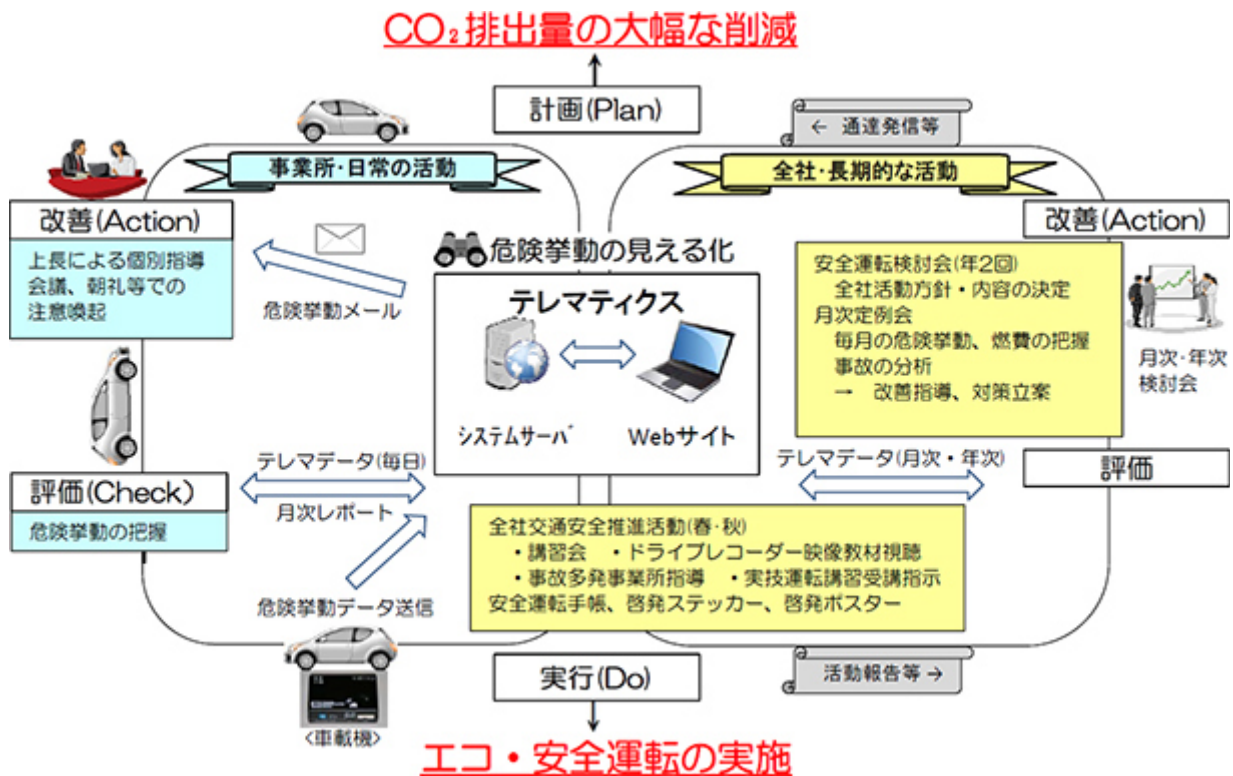 CO₂排出量の大幅な削減
計画(Plan)
← 通達発信等
事業所・日常の活動
全社・長期的な活動
改善(Action)
上長による個別指導
会議、朝礼等での
注意喚起
危険挙動メール
危険挙動の見える化
テレマティクス
システムサーバ
Webサイト
改善(Action)
安全運転検討会(年2回)
全社活動方針・内容の決定
月次定例会
毎月の危険挙動、燃費の把握
事故の分析
→ 改善指導、対策立案
月次・年次
検討会
評価(Check)
危険挙動の把握
テレマデータ(毎日)
月次レポート
テレマデータ(月次・年次)
評価
危険挙動データ送信
全社交通安全推進活動(春・秋)
・講習会 ・ドライブレコーダー映像教材視聴
・事故多発事業所指導 ・実技運転講習受講指示
安全運転手帳、啓発ステッカー、啓発ポスター
<車載機>
実行(Do)
活動報告等→
エコ・安全運転の実施